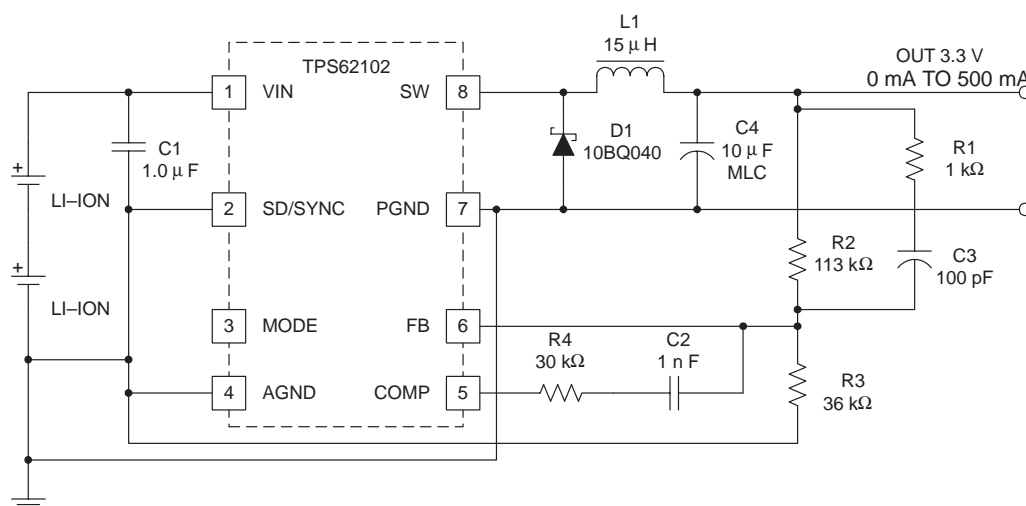 L1
15 µ H
TPS62102
OUT 3.3 V
0 mA TO 500 mA
1
VIN
SW
8
C1
1.0 µ F
D1
10BQ040
C4
10 µ F
MLC
R1
1 kΩ
+
LI–ION
2
SD/SYNC
PGND
7
R2
113 kΩ
C3
100 pF
+
LI–ION
3
MODE
FB
6
R4
30 kΩ
C2
1 n F
4
AGND
COMP
5
R3
36 kΩ